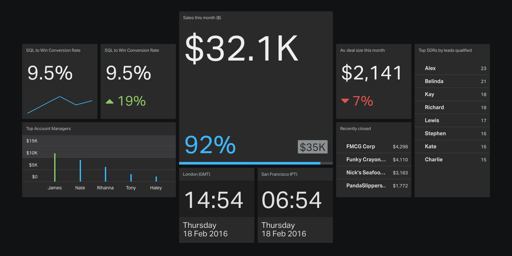 Sales this month ($)
$32.1K
92%
$35K
SQL to Win Conversion Rate
9.5%
SQL to Win Conversion Rate
9.5%
19%
Top Account Managers
$15K
$10K
$5K
$0
James
Nate
Rihanna
Tony
Haley
London (GMT)
14:54
Thursday
18 Feb 2016
San Francisco (PT)
06:54
Thursday
18 Feb 2016
Av. deal size this month
$2,141
7%
Recently closed
FMCG Corp $4,298
Funky Crayon... $4,110
Nick's Seafoo... $3,163
PandaSlippers.. $1,772
Top SDRs by leads qualified
Alex 23
Belinda 21
Kay 18
Richard 18
Lewis 17
Stephen 16
Kate 16
Charlie 15